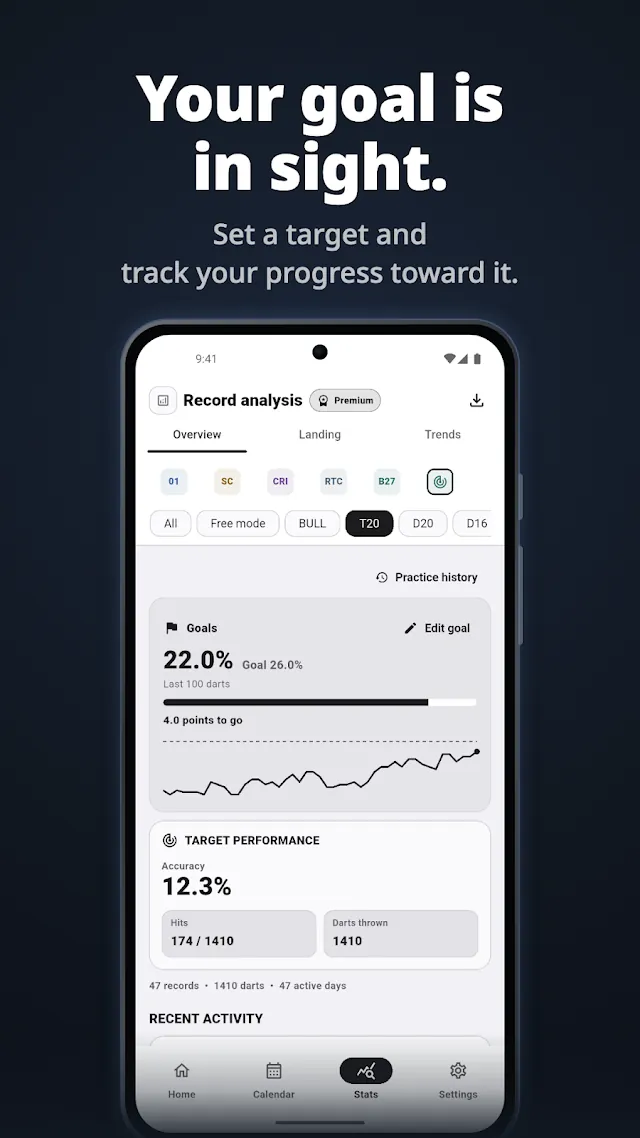 Your goal is
in sight.
Set a target and
track your progress toward it.
9:41
Record analysis Premium
Overview Landing Trends
01 SC CRI RTC B27
All Free mode BULL T20 D20 D16
Practice history
Goals Edit goal
22.0% Goal 26.0%
Last 100 darts
4.0 points to go
TARGET PERFORMANCE
Accuracy
12.3%
Hits Darts thrown
174 / 1410 1410
47 records • 1410 darts • 47 active days
RECENT ACTIVITY
Home Calendar Stats Settings